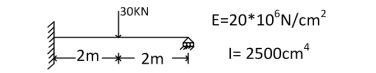 30KN
E=20*10⁶N/cm²
2m 2m
I= 2500cm⁴